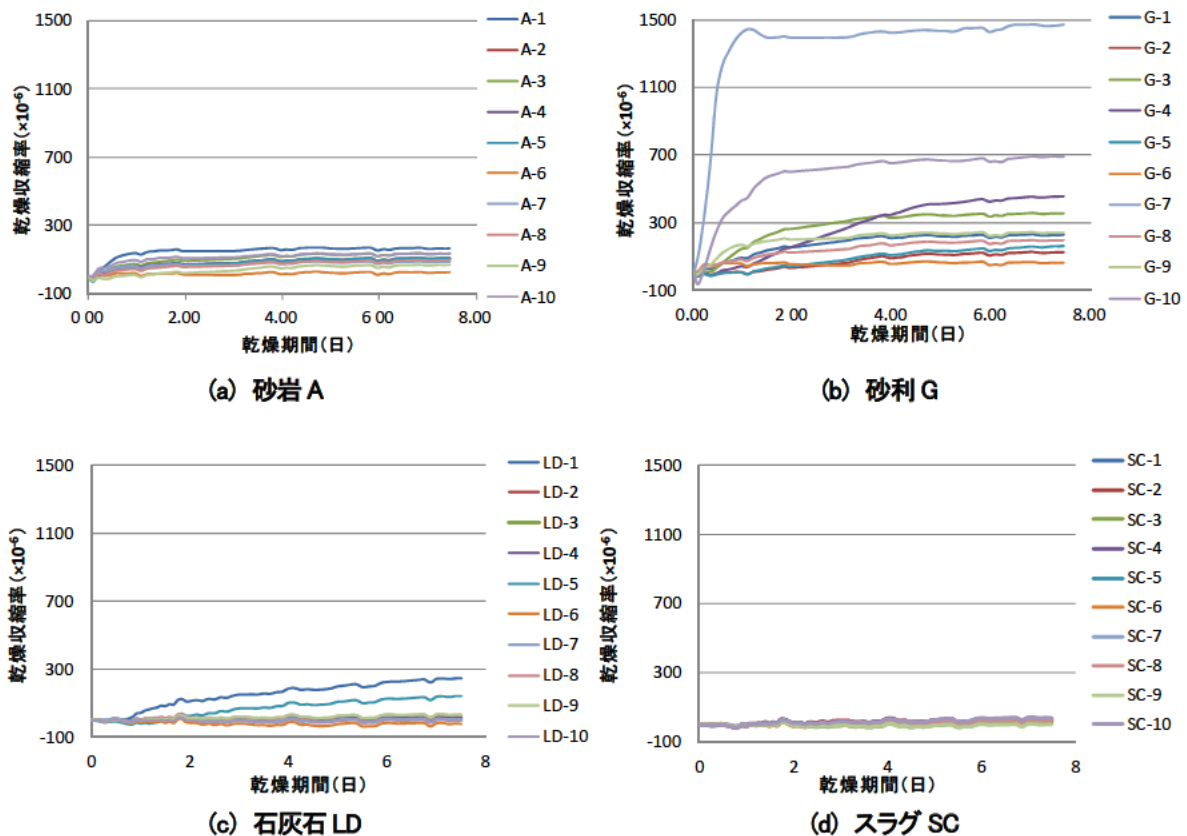 1500
1100
700
300
-100
乾燥収縮率(×10⁻⁶)
0 00
2.00
4.00
6 00
8.00
乾燥期間(日)
A-1
A-2
A-3
A-4
A-5
A-6
A-7
A-8
A-9
A-10
(a) 砂岩 A
1500
1100
700
300
-100
乾燥収縮率(×10⁻⁶)
0.00
2 00
4.00
6.00
8.00
乾燥期間(日)
G-1
G-2
G-3
G-4
G-5
G-6
G-7
G-8
G-9
G-10
(b) 砂利 G
1500
1100
700
300
-100
乾燥収縮率(×10⁻⁶)
0
2
4
6
8
乾燥期間(日)
LD-1
LD-2
LD-3
LD-4
LD-5
LD-6
LD-7
LD-8
LD-9
LD-10
(c) 石灰石 LD
1500
1100
700
300
-100
乾燥収縮率(×10⁻⁶)
0
2
4
6
8
乾燥期間(日)
SC-1
SC-2
SC-3
SC-4
SC-5
SC-6
SC-7
SC-8
SC-9
SC-10
(d) スラグ SC